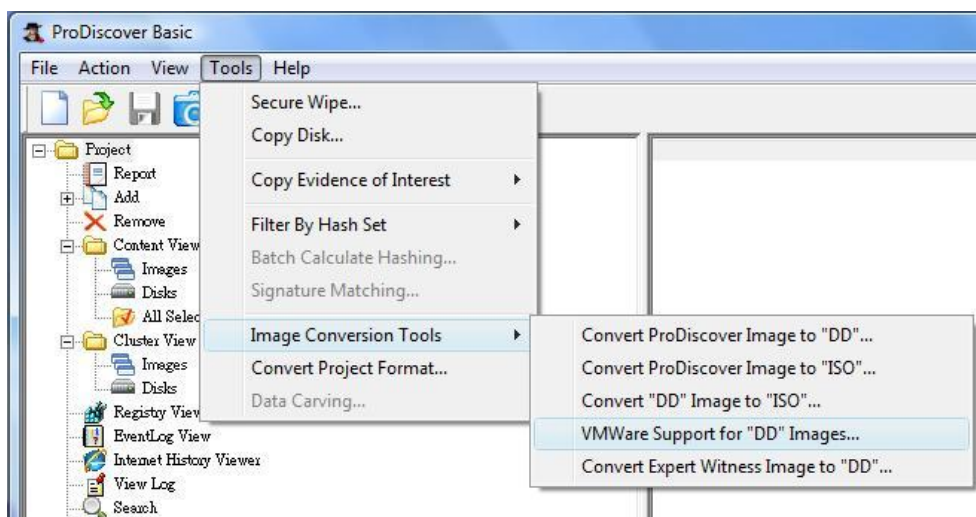 ProDiscover Basic
File Action View Tools Help
Secure Wipe...
Copy Disk...
Copy Evidence of Interest
Filter By Hash Set
Batch Calculate Hashing...
Signature Matching...
Image Conversion Tools
Convert Project Format...
Data Carving...
Convert ProDiscover Image to "DD"...
Convert ProDiscover Image to "ISO"...
Convert "DD" Image to "ISO"...
VMWare Support for "DD" Images...
Convert Expert Witness Image to "DD"...
Project
Report
Add
Remove
Content View
Images
Disks
All Selec
Cluster View
Images
Disks
Registry View
EventLog View
Internet History Viewer
View Log
Search